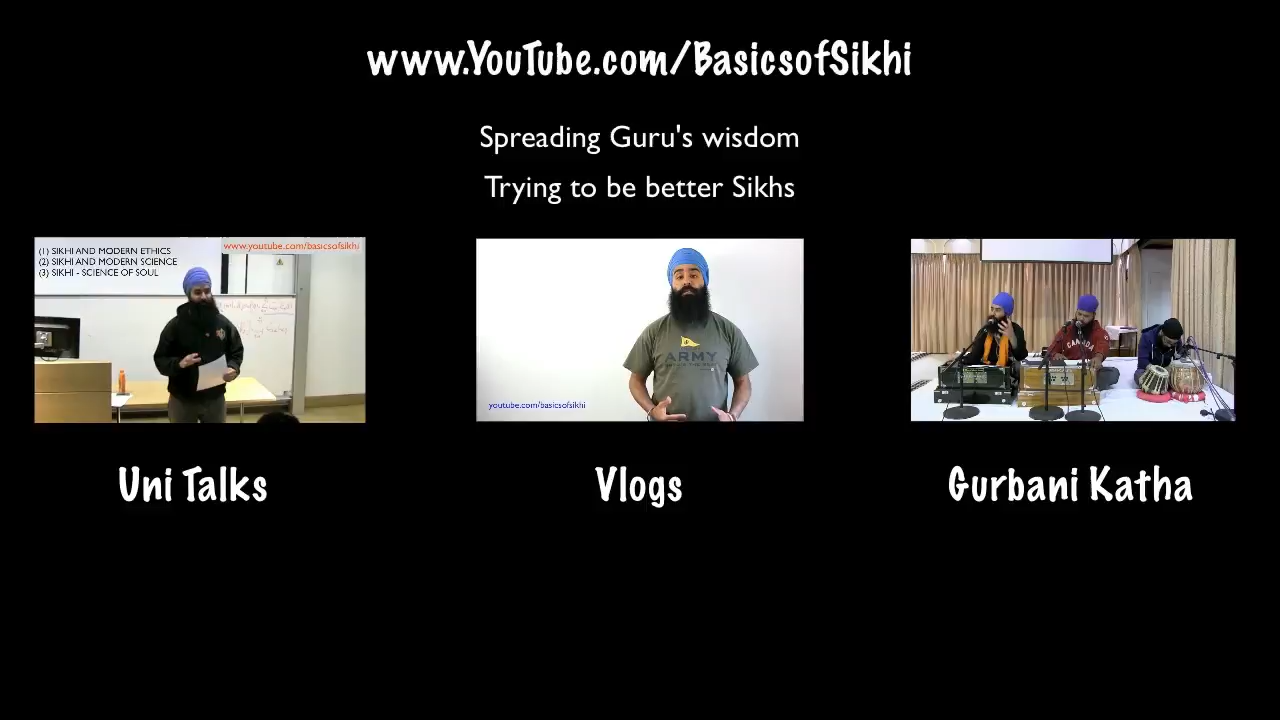 www.YouTube.com/BasicsofSikhi
Spreading Guru's wisdom
Trying to be better Sikhs
(1) SIKHI AND MODERN ETHICS
(2) SIKHI AND MODERN SCIENCE
(3) SIKHI - SCIENCE OF SOUL
www.youtube.com/basicsofsikhi
ARMY
youtube.com/basicsofsikhi
CANADA
Uni Talks
Vlogs
Gurbani Katha